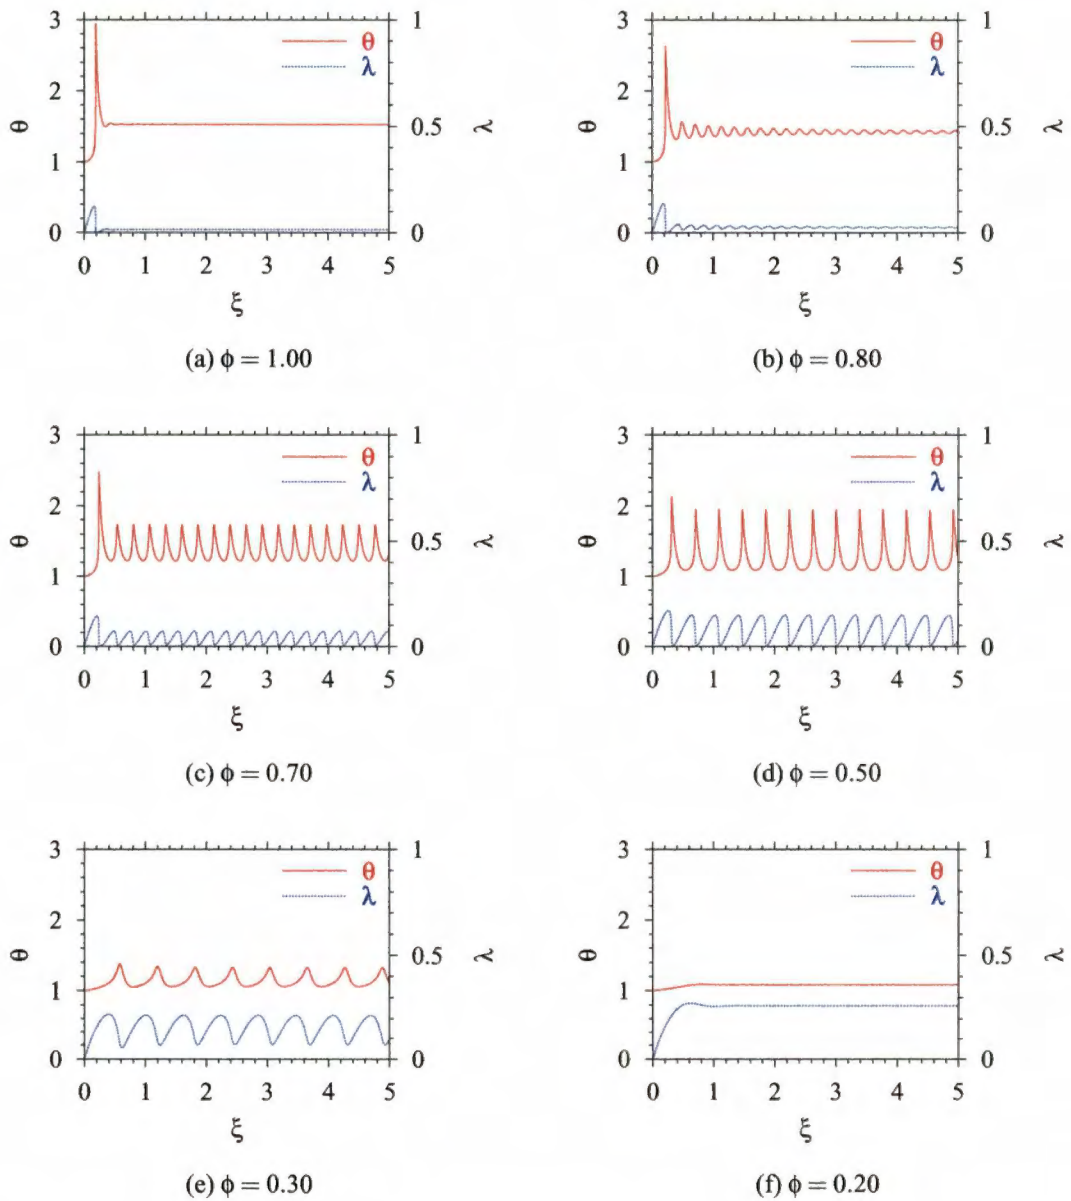 3 1 3 1
θ θ
λ λ
2 2
θ 0.5 λ θ 0.5 λ
1 1
0 0 0 0
0 1 2 3 4 5 0 1 2 3 4 5
ξ ξ
(a) ϕ = 1.00 (b) ϕ = 0.80
3 1 3 1
θ θ
λ λ
2 2
θ 0.5 λ θ 0.5 λ
1 1
0 0 0 0
0 1 2 3 4 5 0 1 2 3 4 5
ξ ξ
(c) ϕ = 0.70 (d) ϕ = 0.50
3 1 3 1
θ θ
λ λ
2 2
θ 0.5 λ θ 0.5 λ
1 1
0 0 0 0
0 1 2 3 4 5 0 1 2 3 4 5
ξ ξ
(e) ϕ = 0.30 (f) ϕ = 0.20